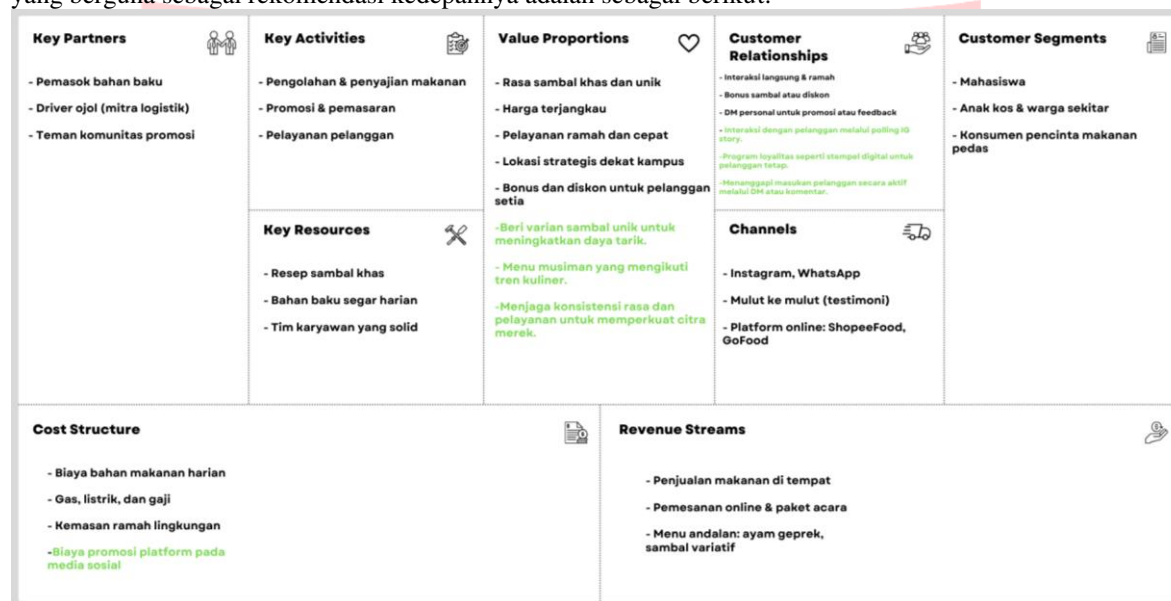 yang berguna sebagai rekomendasi kedepannya adalah sebagai berikut:
Key Partners
- Pemasok bahan baku
- Driver ojol (mitra logistik)
- Teman komunitas promosi
Key Activities
- Pengolahan & penyajian makanan
- Promosi & pemasaran
- Pelayanan pelanggan
Key Resources
- Resep sambal khas
- Bahan baku segar harian
- Tim karyawan yang solid
Value Proportions
- Rasa sambal khas dan unik
- Harga terjangkau
- Pelayanan ramah dan cepat
- Lokasi strategis dekat kampus
- Bonus dan diskon untuk pelanggan
setia
-Beri varian sambal unik untuk
meningkatkan daya tarik.
- Menu musiman yang mengikuti
tren kuliner.
-Menjaga konsistensi rasa dan
pelayanan untuk memperkuat citra
merek.
Customer
Relationships
- Interaksi langsung & ramah
- Bonus sambal atau diskon
- DM personal untuk promosi atau feedback
- Interaksi dengan pelanggan melalui polling IG
story.
-Program loyalitas seperti stempel digital untuk
pelanggan tetap.
-Menanggapi masukan pelanggan secara aktif
melalui DM atau komentar.
Channels
- Instagram, WhatsApp
- Mulut ke mulut (testimoni)
- Platform online: ShopeeFood,
GoFood
Customer Segments
- Mahasiswa
- Anak kos & warga sekitar
- Konsumen pencinta makanan
pedas
Cost Structure
- Biaya bahan makanan harian
- Gas, listrik, dan gaji
- Kemasan ramah lingkungan
-Biaya promosi platform pada
media sosial
Revenue Streams
- Penjualan makanan di tempat
- Pemesanan online & paket acara
- Menu andalan: ayam geprek,
sambal variatif